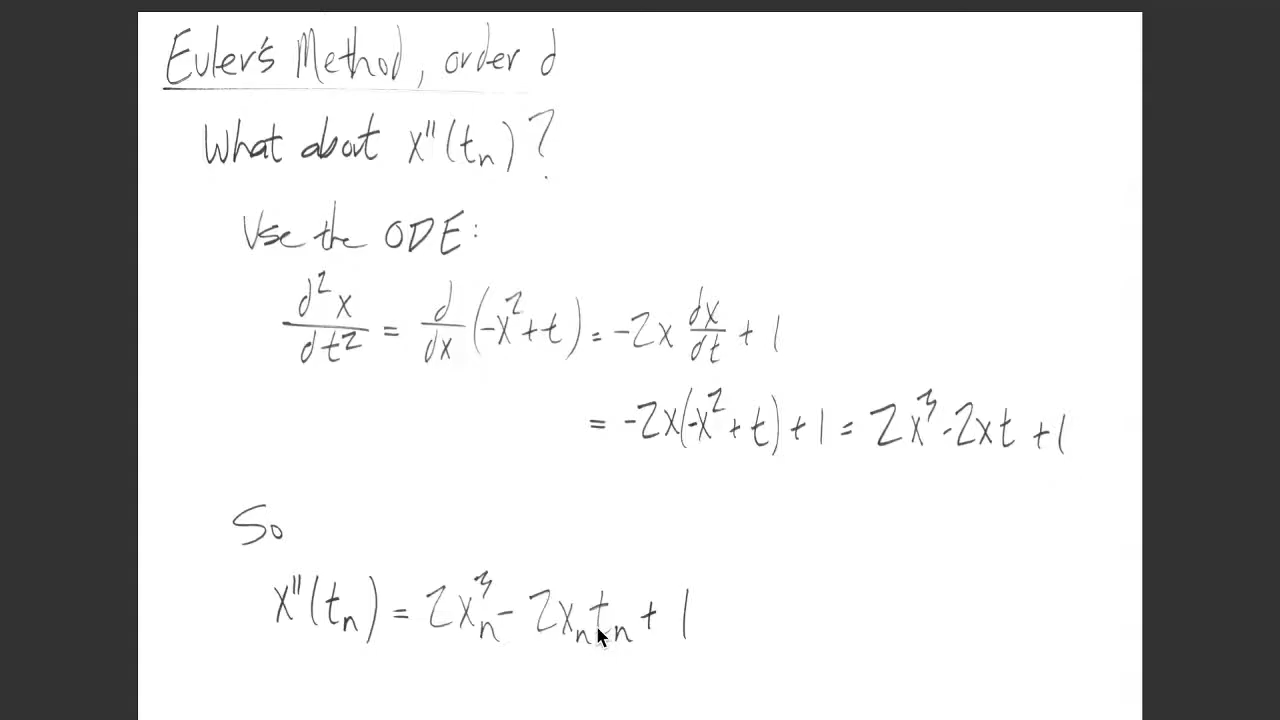 Euler's Method, order d
What about x''(tₙ)?
Use the ODE:
d²x/dt² = d/dx (-x²+t) = -2x dx/dt + 1
= -2x(-x²+t)+1 = 2x³-2xt+1
So
x''(tₙ) = 2xₙ³ - 2xₙtₙ + 1